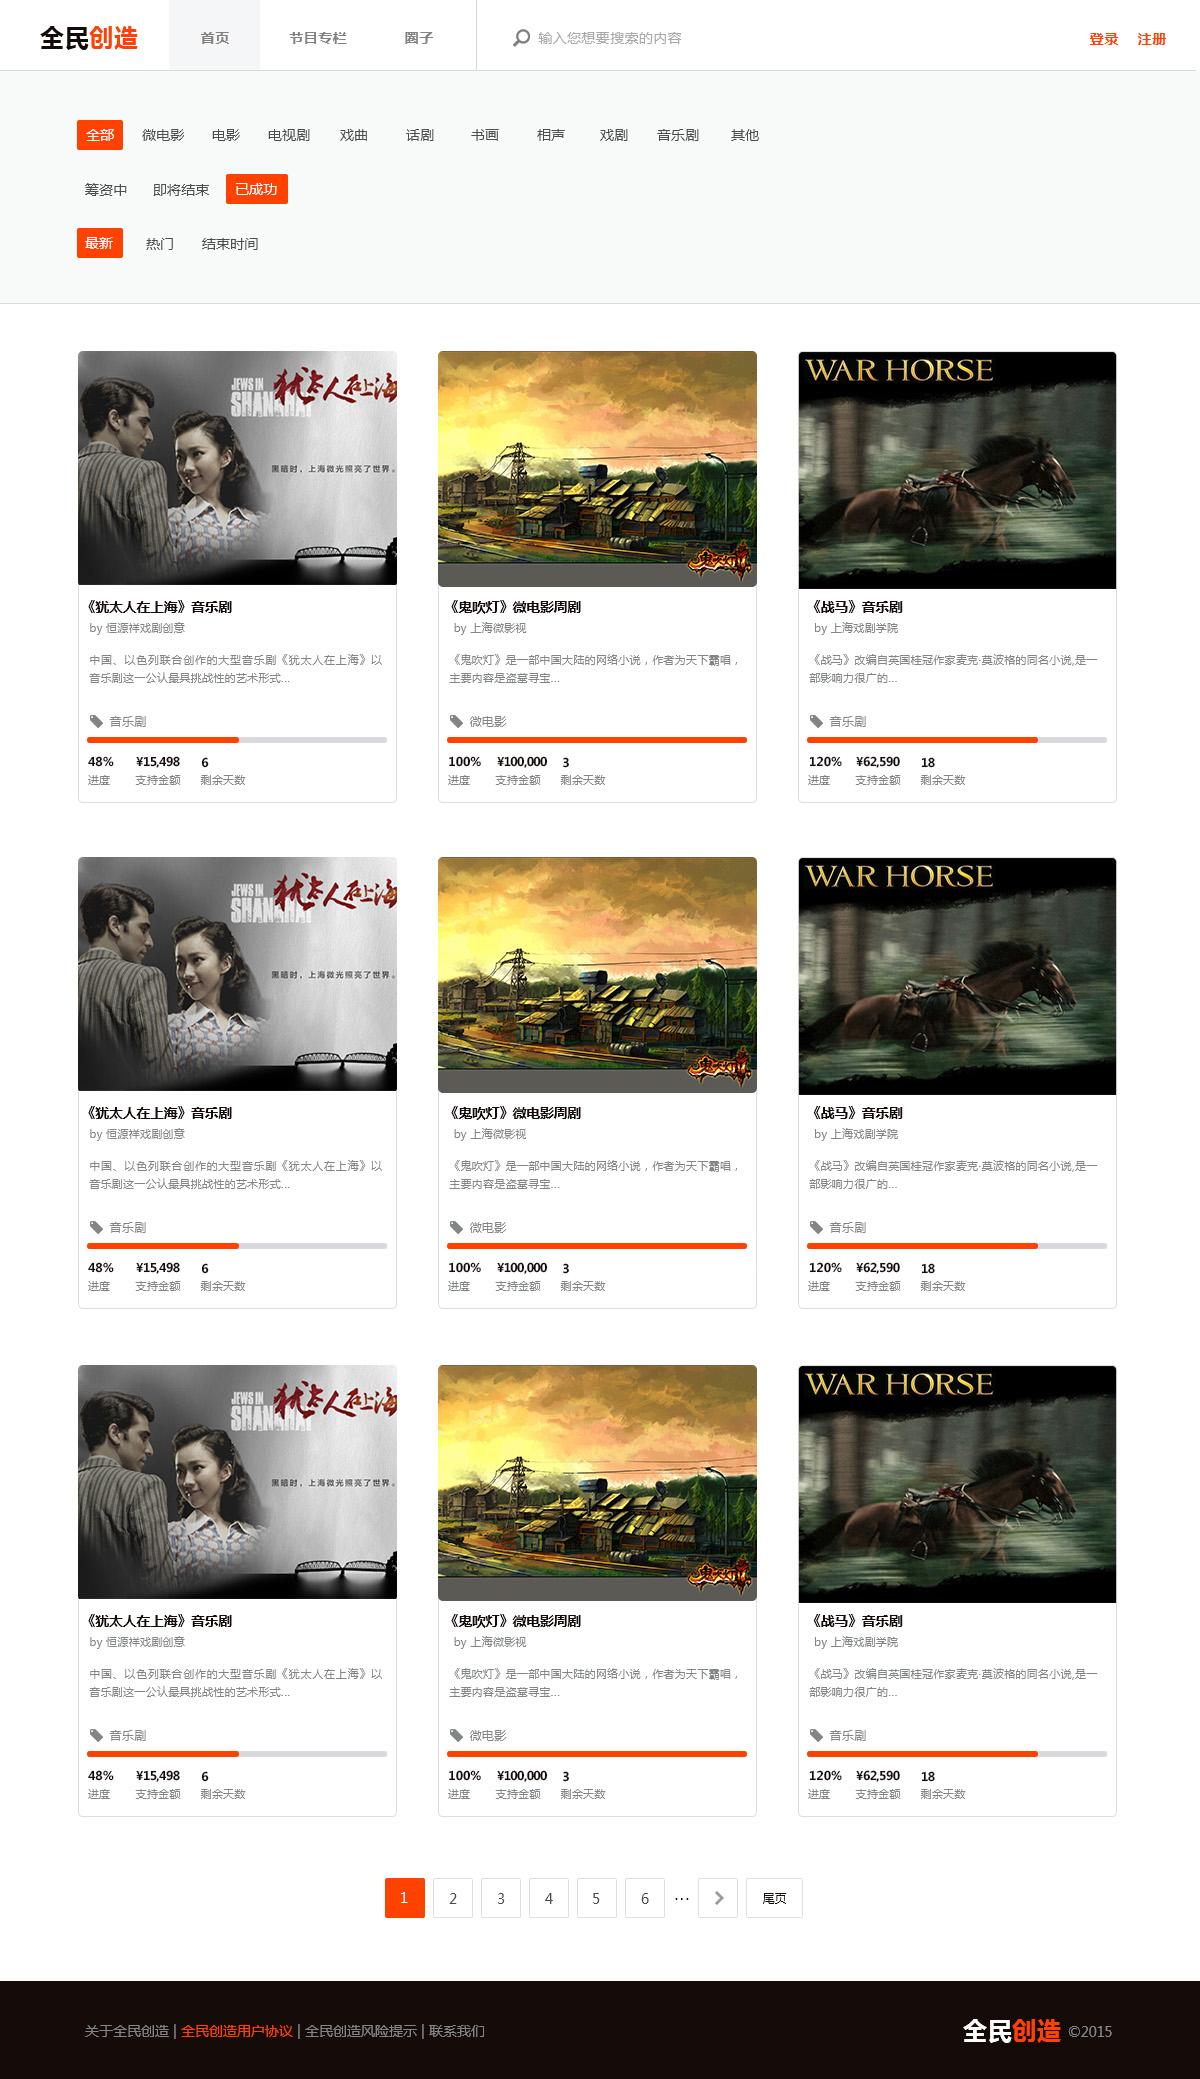 全民创造 首页 节目专栏 圈子 输入您想要搜索的内容 登录 注册
全部 微电影 电影 电视剧 戏曲 话剧 书画 相声 戏剧 音乐剧 其他
筹资中 即将结束 已成功
最新 热门 结束时间
JEWS IN SHANGHAI 犹太人在上海
黑暗时，上海微光照亮了世界。
鬼吹灯
WAR HORSE
《犹太人在上海》音乐剧
by 恒源祥戏剧创意
中国、以色列联合创作的大型音乐剧《犹太人在上海》以
音乐剧这一公认最具挑战性的艺术形式...
音乐剧
48% ¥15,498 6
进度 支持金额 剩余天数
《鬼吹灯》微电影周剧
by 上海微影视
《鬼吹灯》是一部中国大陆的网络小说，作者为天下霸唱，
主要内容是盗墓寻宝...
微电影
100% ¥100,000 3
进度 支持金额 剩余天数
《战马》音乐剧
by 上海戏剧学院
《战马》改编自英国桂冠作家麦克·莫波格的同名小说,是一
部影响力很广的...
音乐剧
120% ¥62,590 18
进度 支持金额 剩余天数
JEWS IN SHANGHAI 犹太人在上海
黑暗时，上海微光照亮了世界。
鬼吹灯
WAR HORSE
《犹太人在上海》音乐剧
by 恒源祥戏剧创意
中国、以色列联合创作的大型音乐剧《犹太人在上海》以
音乐剧这一公认最具挑战性的艺术形式...
音乐剧
48% ¥15,498 6
进度 支持金额 剩余天数
《鬼吹灯》微电影周剧
by 上海微影视
《鬼吹灯》是一部中国大陆的网络小说，作者为天下霸唱，
主要内容是盗墓寻宝...
微电影
100% ¥100,000 3
进度 支持金额 剩余天数
《战马》音乐剧
by 上海戏剧学院
《战马》改编自英国桂冠作家麦克·莫波格的同名小说,是一
部影响力很广的...
音乐剧
120% ¥62,590 18
进度 支持金额 剩余天数
JEWS IN SHANGHAI 犹太人在上海
黑暗时，上海微光照亮了世界。
鬼吹灯
WAR HORSE
《犹太人在上海》音乐剧
by 恒源祥戏剧创意
中国、以色列联合创作的大型音乐剧《犹太人在上海》以
音乐剧这一公认最具挑战性的艺术形式...
音乐剧
48% ¥15,498 6
进度 支持金额 剩余天数
《鬼吹灯》微电影周剧
by 上海微影视
《鬼吹灯》是一部中国大陆的网络小说，作者为天下霸唱，
主要内容是盗墓寻宝...
微电影
100% ¥100,000 3
进度 支持金额 剩余天数
《战马》音乐剧
by 上海戏剧学院
《战马》改编自英国桂冠作家麦克·莫波格的同名小说,是一
部影响力很广的...
音乐剧
120% ¥62,590 18
进度 支持金额 剩余天数
1 2 3 4 5 6 ... 尾页
关于全民创造 | 全民创造用户协议 | 全民创造风险提示 | 联系我们 全民创造 ©2015